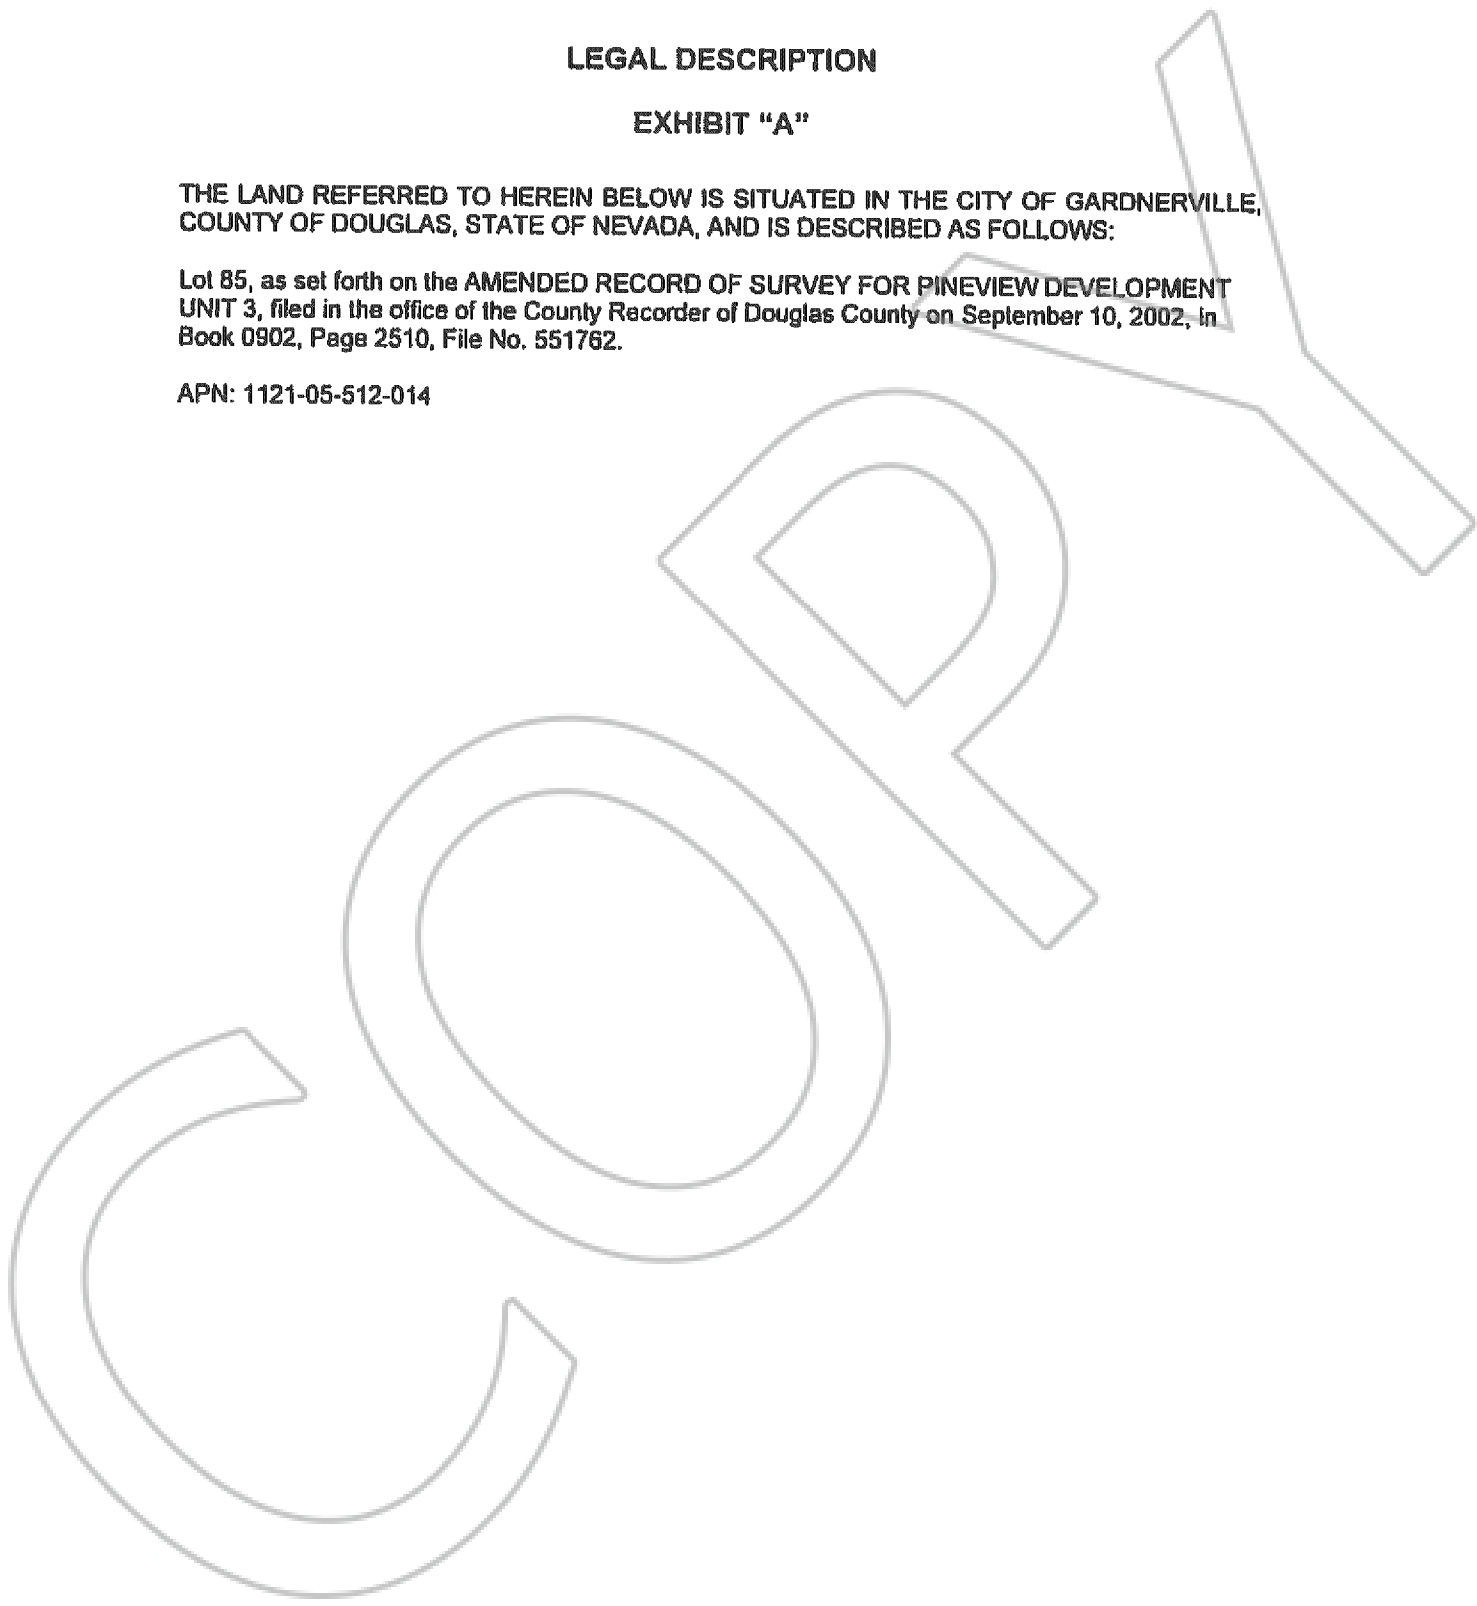 LEGAL DESCRIPTION
EXHIBIT “A”
THE LAND REFERRED TO HEREIN BELOW IS SITUATED IN THE CITY OF GARDNERVILLE,
COUNTY OF DOUGLAS, STATE OF NEVADA, AND IS DESCRIBED AS FOLLOWS:
Lot 85, as set forth on the AMENDED RECORD OF SURVEY FOR PINEVIEW DEVELOPMENT
UNIT 3, filed in the office of the County Recorder of Douglas County on September 10, 2002, in
Book 0902, Page 2510, File No. 551762.
APN: 1121-05-512-014
COPY